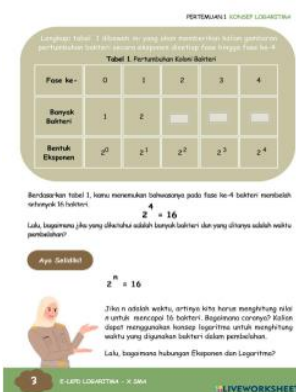 PERTEMUAN 1 KONSEP LOGARITMA
Lengkapi tabel 1 dibawah ini yang akan memberikan kalian gambaran
pertumbuhan bakteri secara eksponen disetiap fase hingga fase ke-4
Tabel 1. Pertumbuhan Koloni Bakteri
Fase ke- 0 1 2 3 4
Banyak Bakteri 1 2
Bentuk Eksponen 2⁰ 2¹ 2² 2³ 2⁴
Berdasarkan tabel 1, kamu menemukan bahwasanya pada fase ke-4 bakteri membelah
sebanyak 16 bakteri.
2⁴ = 16
Lalu, bagaimana jika yang diketahui adalah banyak bakteri dan yang ditanya adalah waktu
pembelahan?
Ayo Selidiki!
2ⁿ = 16
Jika n adalah waktu, artinya kita harus menghitung nilai
n untuk mencapai 16 bakteri. Bagaimana caranya? Kalian
dapat menggunakan konsep logaritma untuk menghitung
waktu yang digunakan bakteri dalam pembelahan.
Lalu, bagaimana hubungan Eksponen dan Logaritma?
3 E-LKPD LOGARITMA - X SMA
LIVEWORKSHEETS